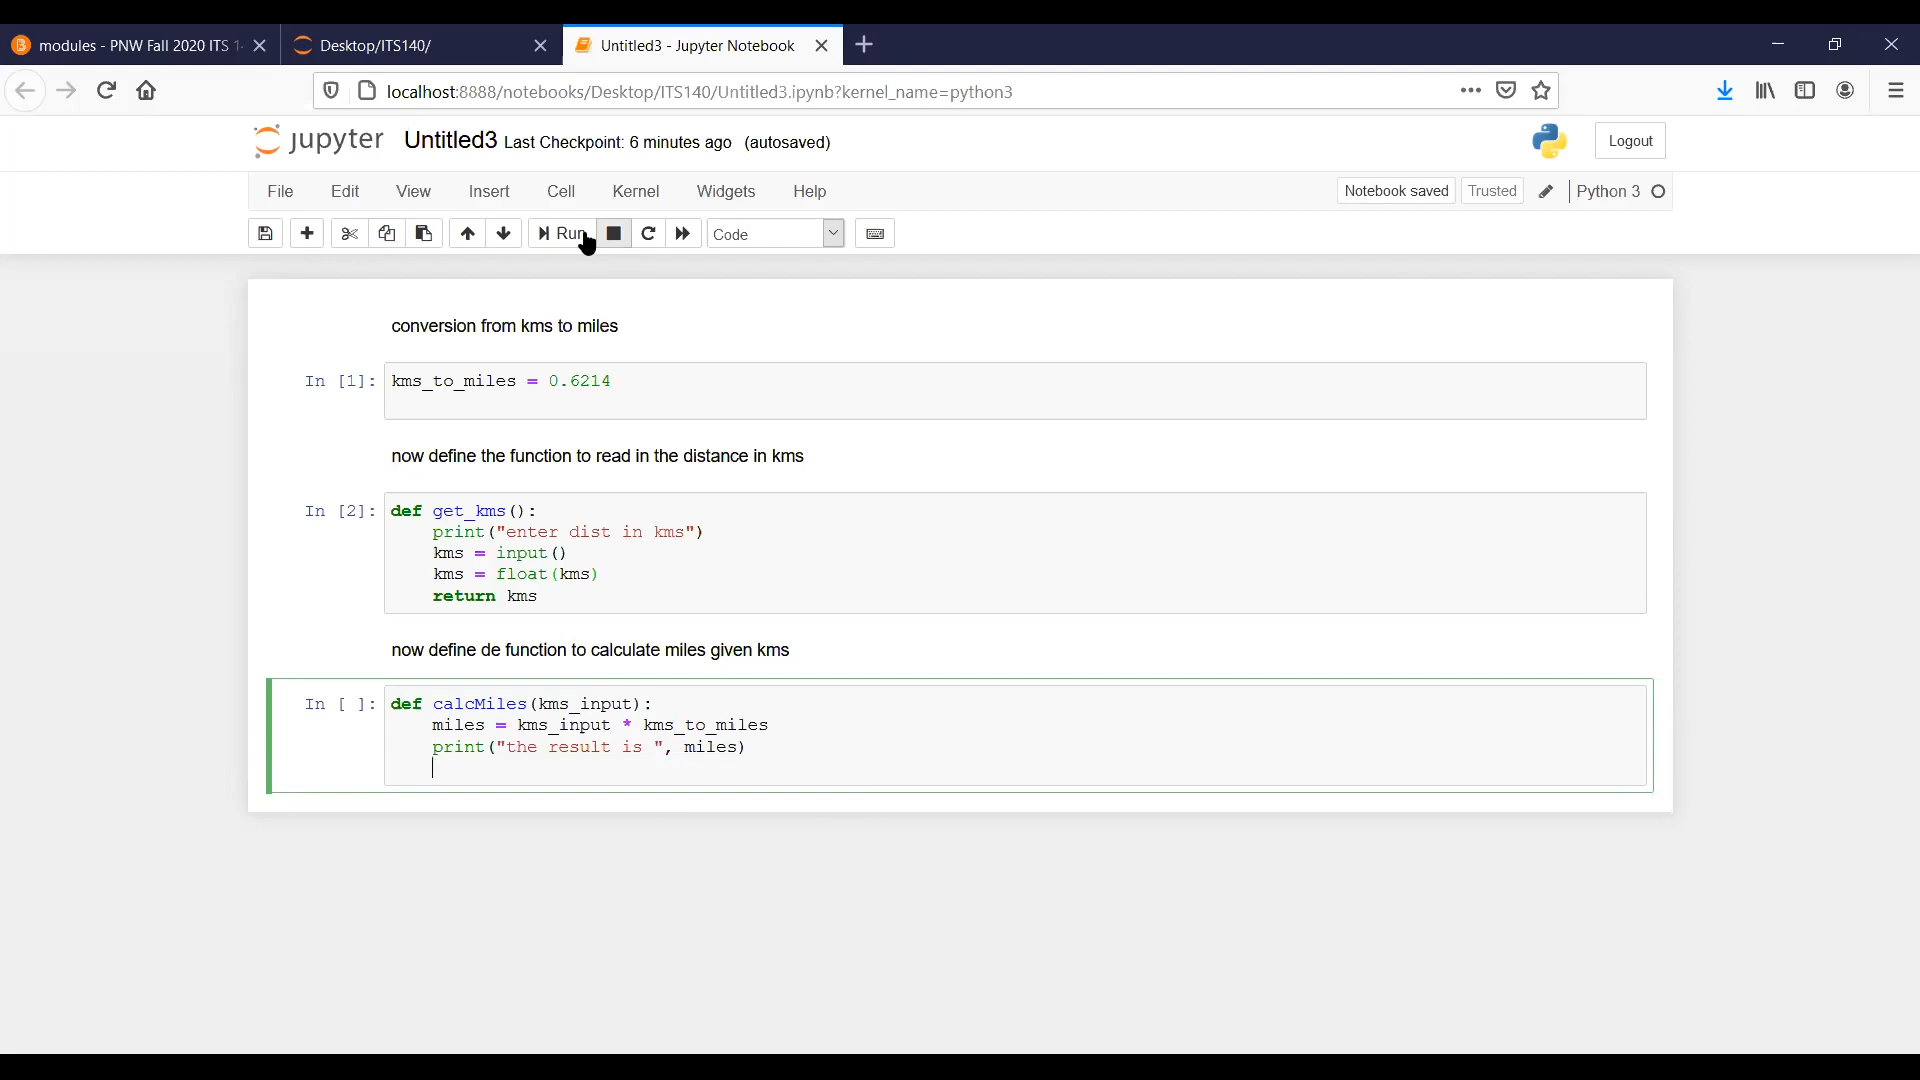 modules - PNW Fall 2020 ITS 1
Desktop/ITS140/
Untitled3 - Jupyter Notebook
localhost:8888/notebooks/Desktop/ITS140/Untitled3.ipynb?kernel_name=python3
jupyter Untitled3 Last Checkpoint: 6 minutes ago (autosaved)
Logout
File Edit View Insert Cell Kernel Widgets Help
Notebook saved Trusted Python 3
Run Code
conversion from kms to miles
In [1]: kms_to_miles = 0.6214
now define the function to read in the distance in kms
In [2]: def get_kms():
print("enter dist in kms")
kms = input()
kms = float(kms)
return kms
now define de function to calculate miles given kms
In [ ]: def calcMiles(kms_input):
miles = kms_input * kms_to_miles
print("the result is ", miles)